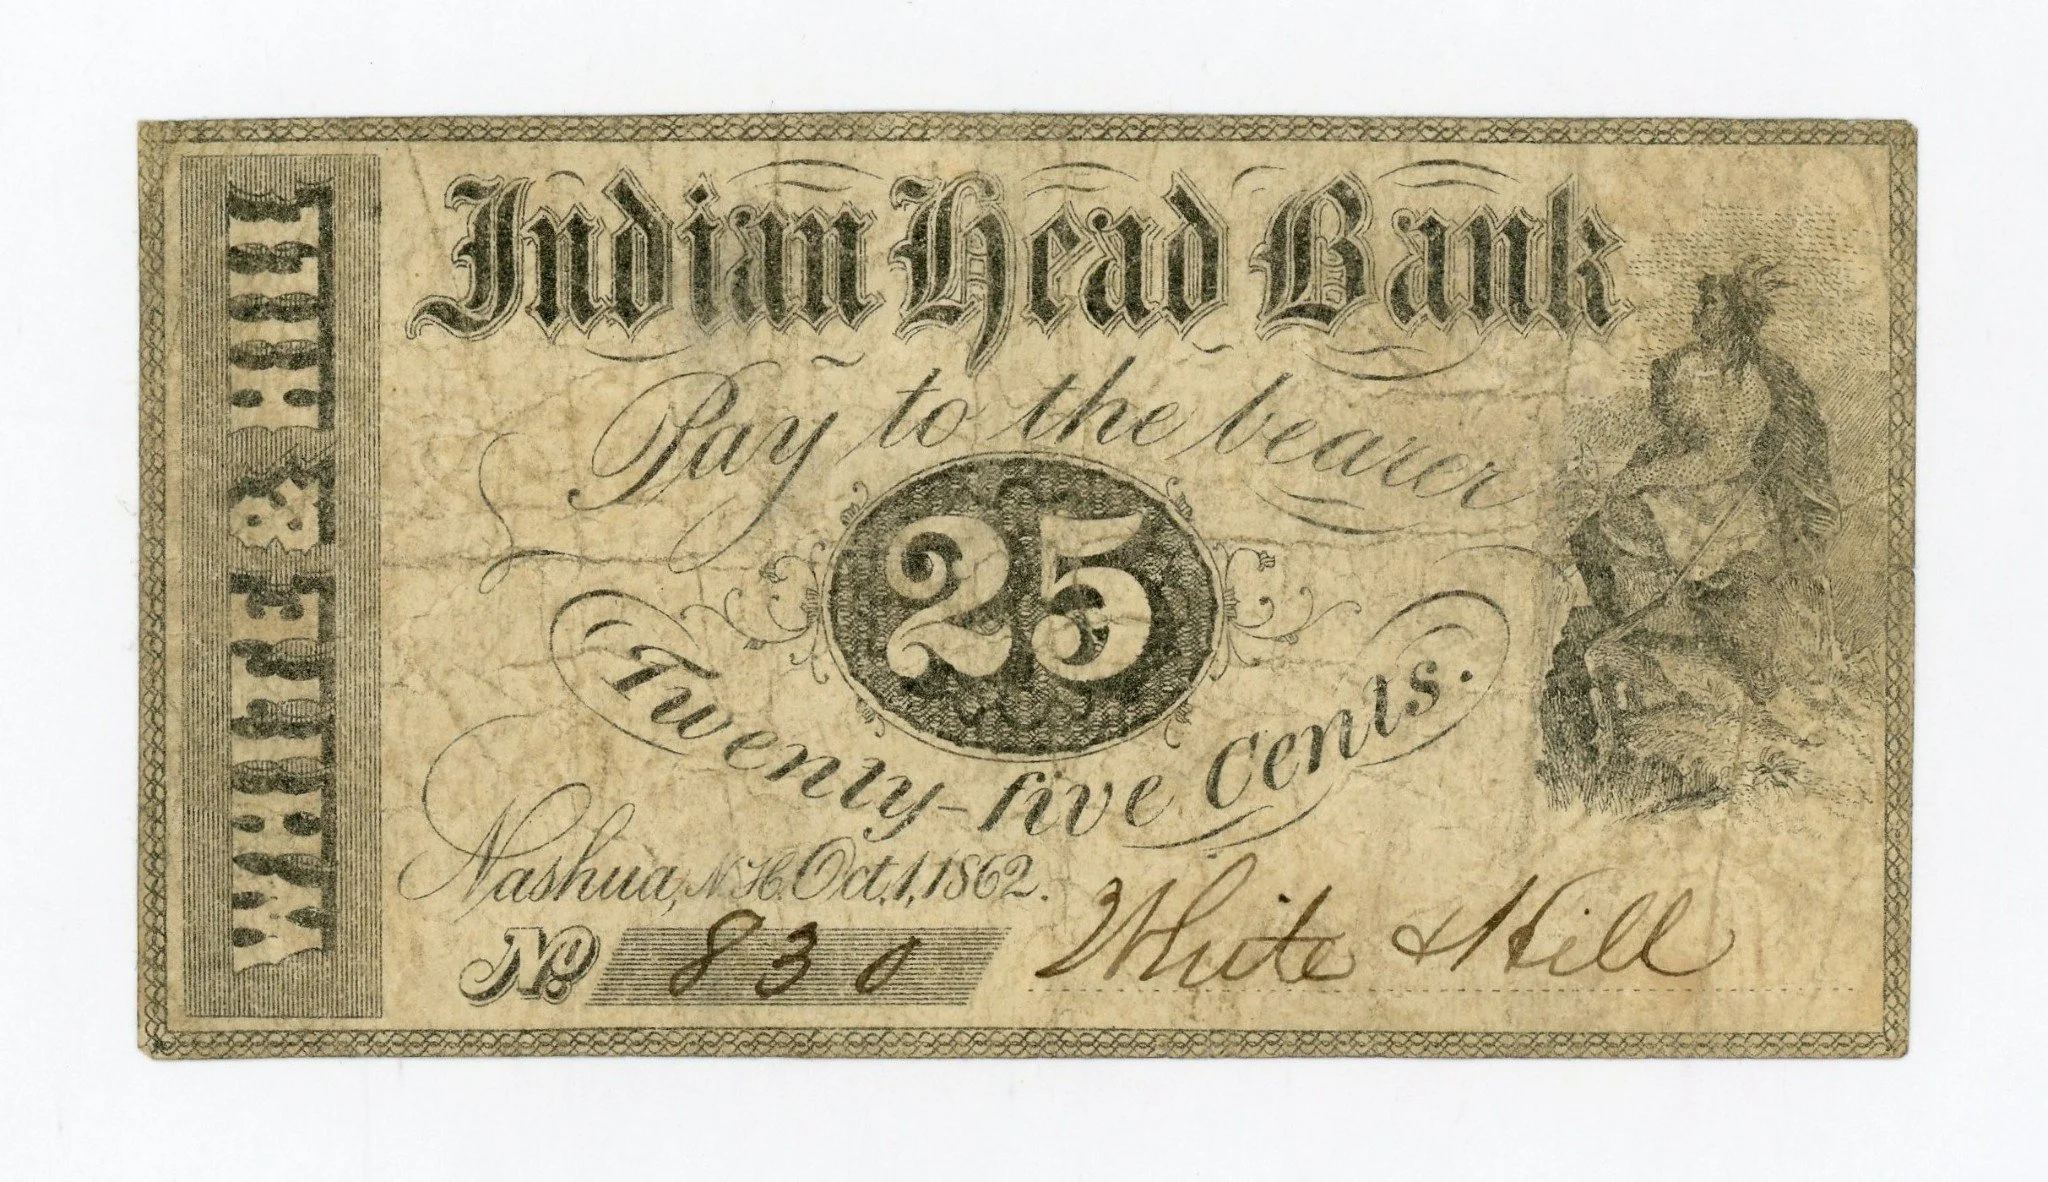 WHITE & HILL
Indian Head Bank
Pay to the bearer
25
Twenty-five Cents.
Nashua, N.H. Oct. 1, 1862.
No. 830
White & Hill